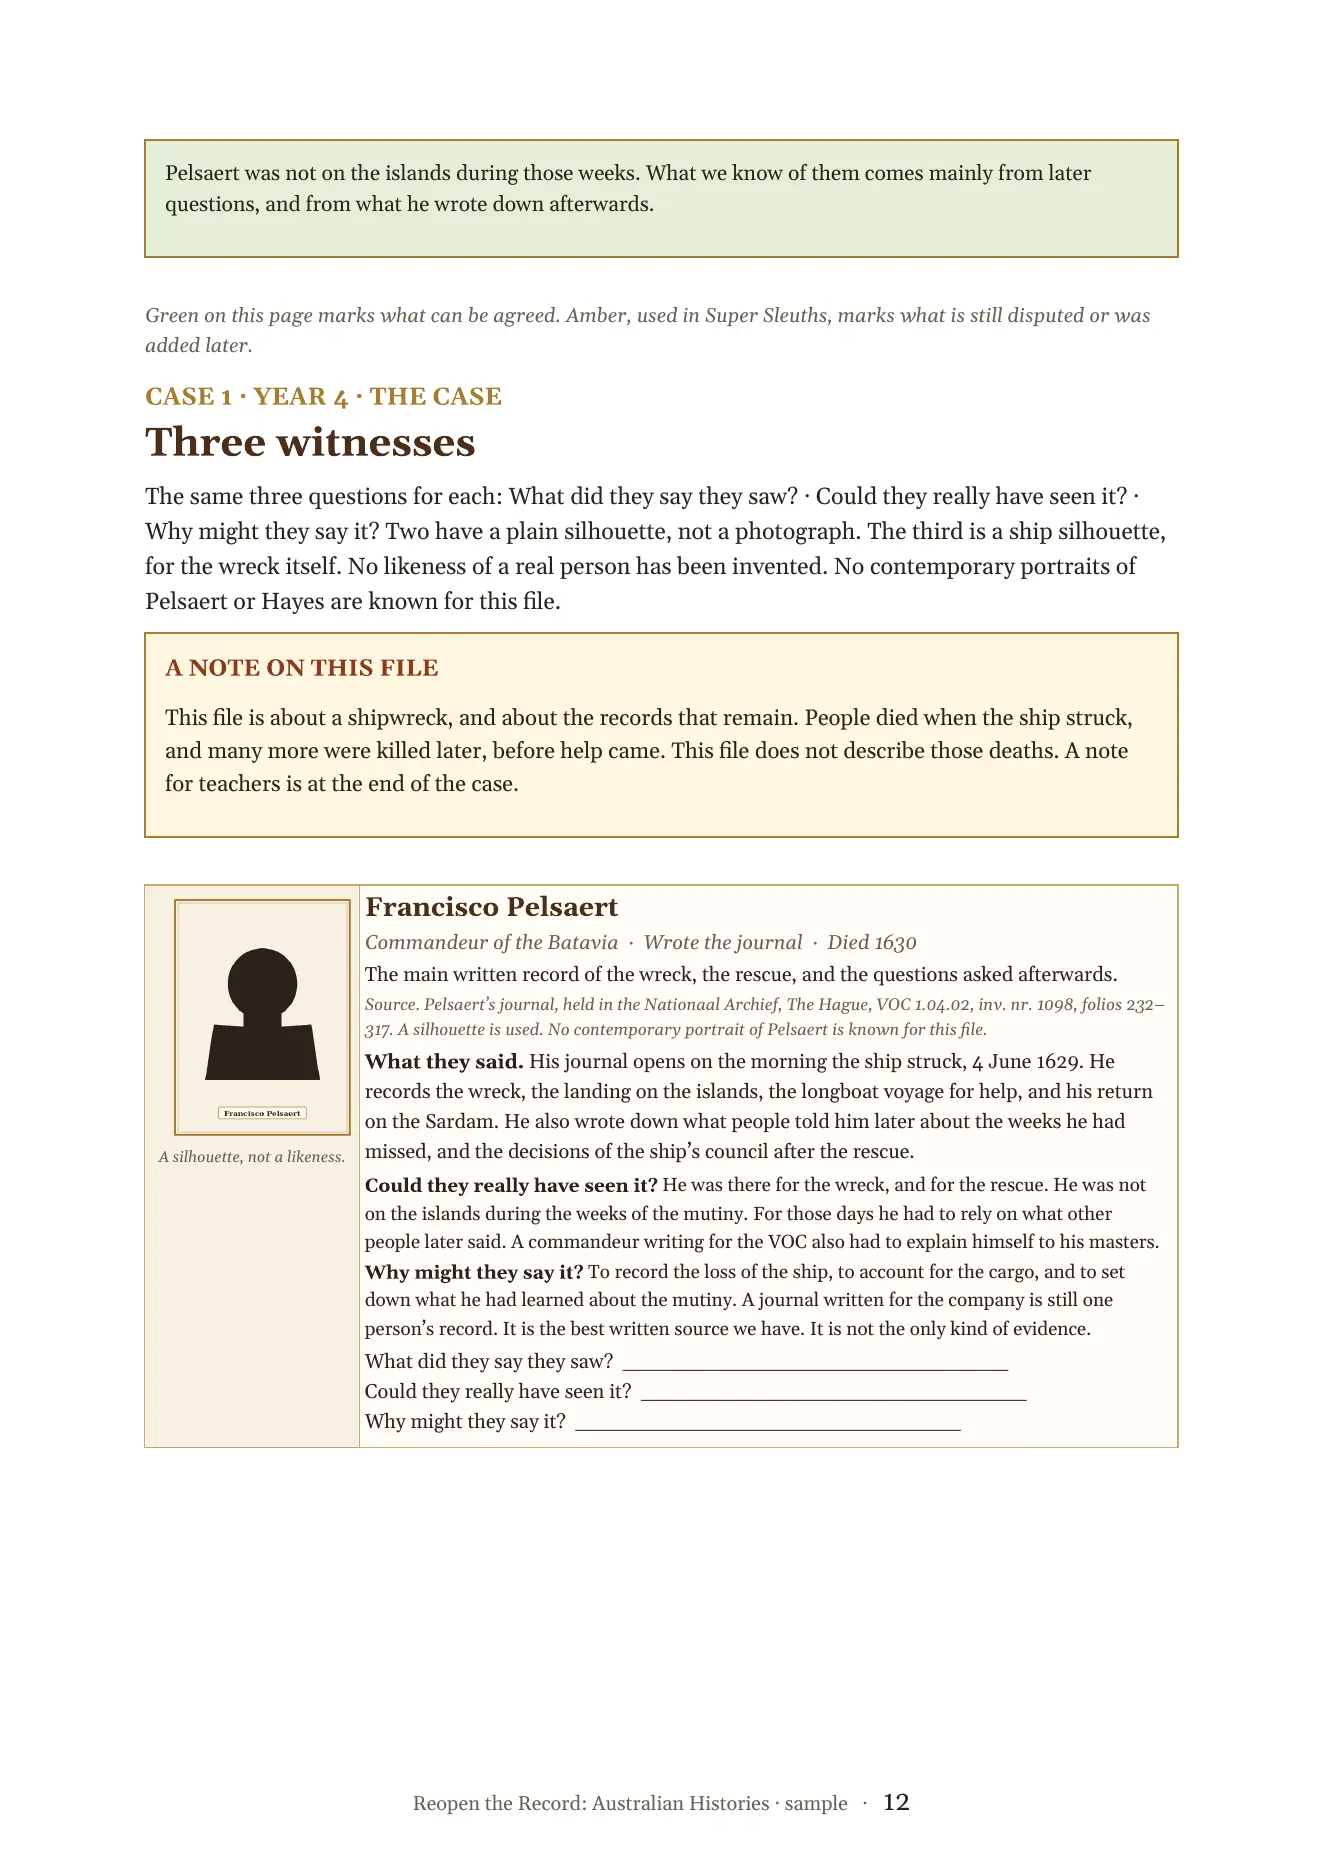 Pelsaert was not on the islands during those weeks. What we know of them comes mainly from later
questions, and from what he wrote down afterwards.
Green on this page marks what can be agreed. Amber, used in Super Sleuths, marks what is still disputed or was
added later.
CASE 1 · YEAR 4 · THE CASE
Three witnesses
The same three questions for each: What did they say they saw? · Could they really have seen it? ·
Why might they say it? Two have a plain silhouette, not a photograph. The third is a ship silhouette,
for the wreck itself. No likeness of a real person has been invented. No contemporary portraits of
Pelsaert or Hayes are known for this file.
A NOTE ON THIS FILE
This file is about a shipwreck, and about the records that remain. People died when the ship struck,
and many more were killed later, before help came. This file does not describe those deaths. A note
for teachers is at the end of the case.
Francisco Pelsaert
A silhouette, not a likeness.
Francisco Pelsaert
Commandeur of the Batavia · Wrote the journal · Died 1630
The main written record of the wreck, the rescue, and the questions asked afterwards.
Source. Pelsaert’s journal, held in the Nationaal Archief, The Hague, VOC 1.04.02, inv. nr. 1098, folios 232–
317. A silhouette is used. No contemporary portrait of Pelsaert is known for this file.
What they said. His journal opens on the morning the ship struck, 4 June 1629. He
records the wreck, the landing on the islands, the longboat voyage for help, and his return
on the Sardam. He also wrote down what people told him later about the weeks he had
missed, and the decisions of the ship’s council after the rescue.
Could they really have seen it? He was there for the wreck, and for the rescue. He was not
on the islands during the weeks of the mutiny. For those days he had to rely on what other
people later said. A commandeur writing for the VOC also had to explain himself to his masters.
Why might they say it? To record the loss of the ship, to account for the cargo, and to set
down what he had learned about the mutiny. A journal written for the company is still one
person’s record. It is the best written source we have. It is not the only kind of evidence.
What did they say they saw? ___________________________________
Could they really have seen it? ___________________________________
Why might they say it? ___________________________________
Reopen the Record: Australian Histories · sample · 12